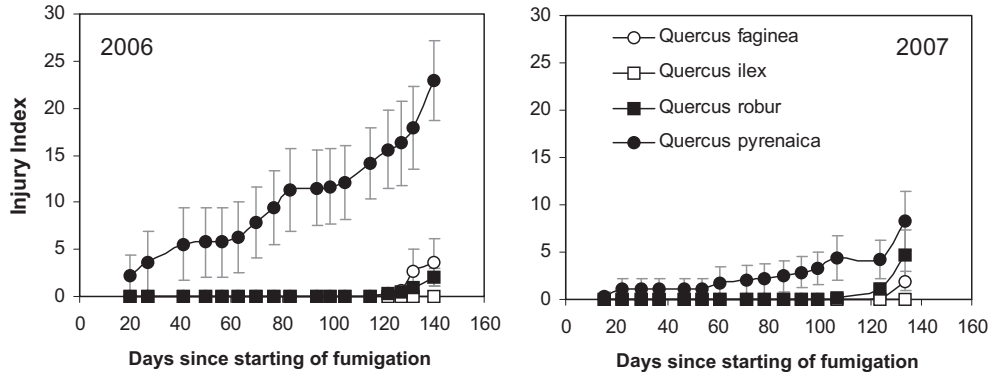 2006
Injury Index
30
25
20
15
10
5
0
0 20 40 60 80 100 120 140 160
Days since starting of fumigation
2007
Quercus faginea
Quercus ilex
Quercus robur
Quercus pyrenaica
30
25
20
15
10
5
0
0 20 40 60 80 100 120 140 160
Days since starting of fumigation